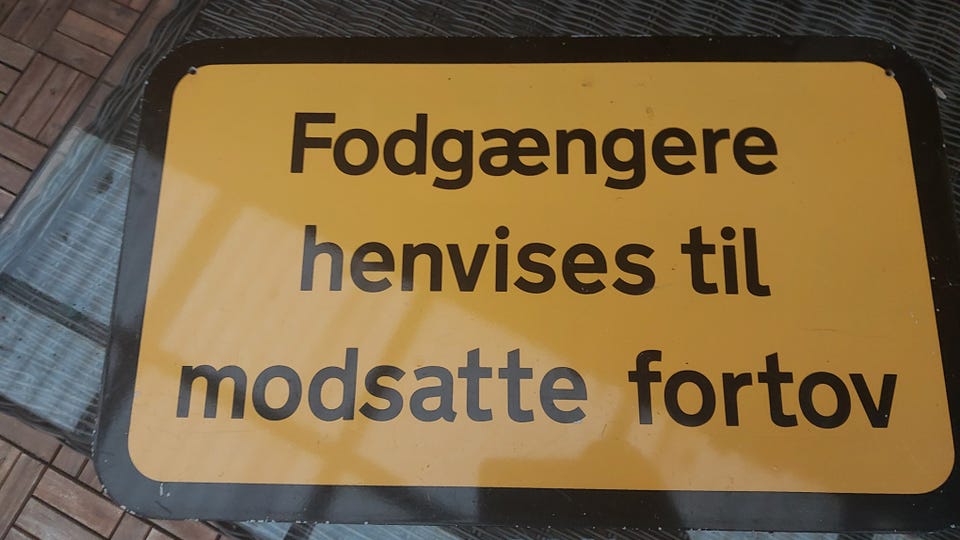 Fodgængere
henvises til
modsatte fortov